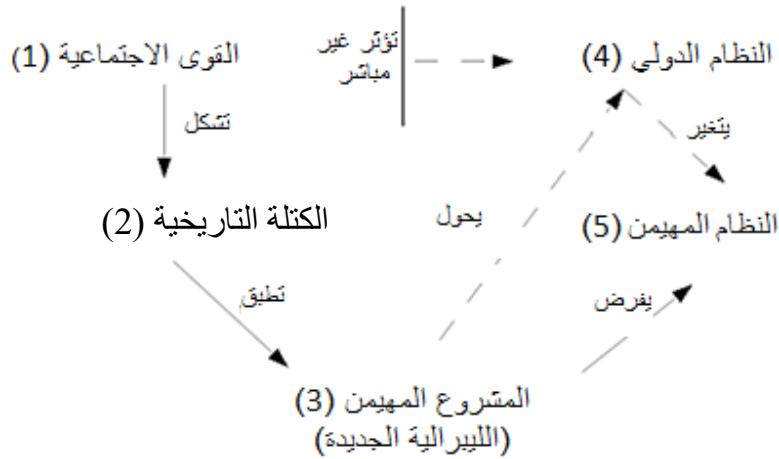 القوى الاجتماعية (1)
تؤثر غير
مباشر
النظام الدولي (4)
تشكل
يتغير
الكتلة التاريخية (2)
يحول
النظام المهيمن (5)
تطبق
يفرض
المشروع المهيمن (3)
(الليبرالية الجديدة)